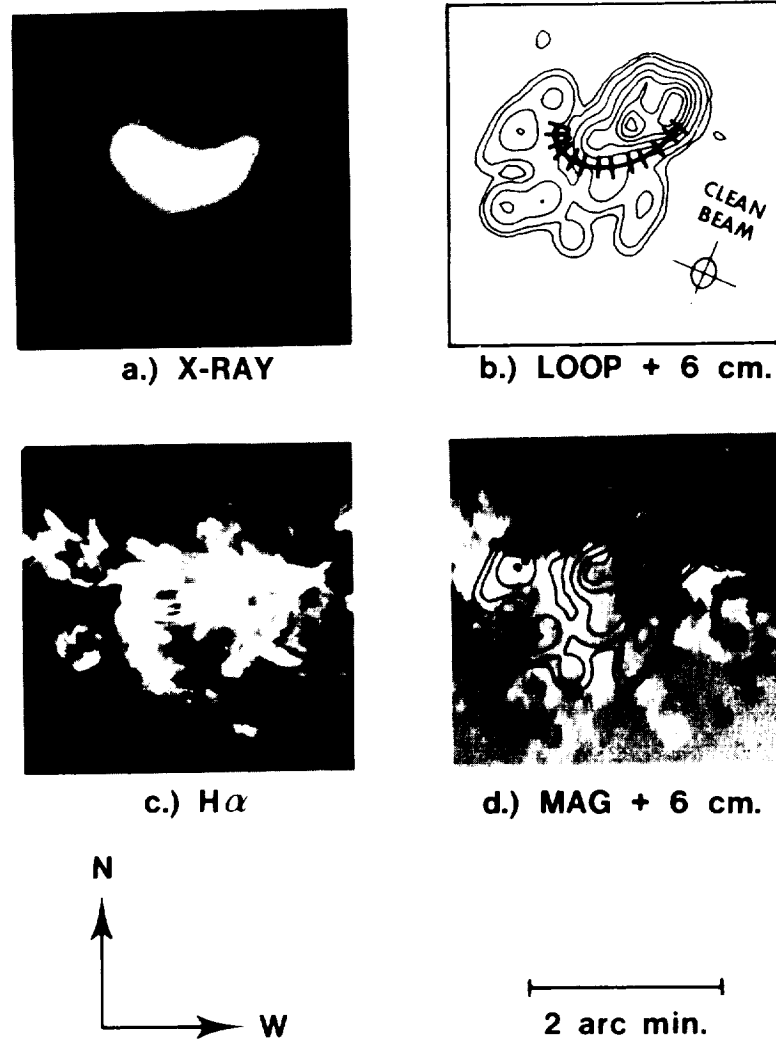 CLEAN
BEAM
a.) X-RAY
b.) LOOP + 6 cm.
c.) Hα
d.) MAG + 6 cm.
N
W
2 arc min.